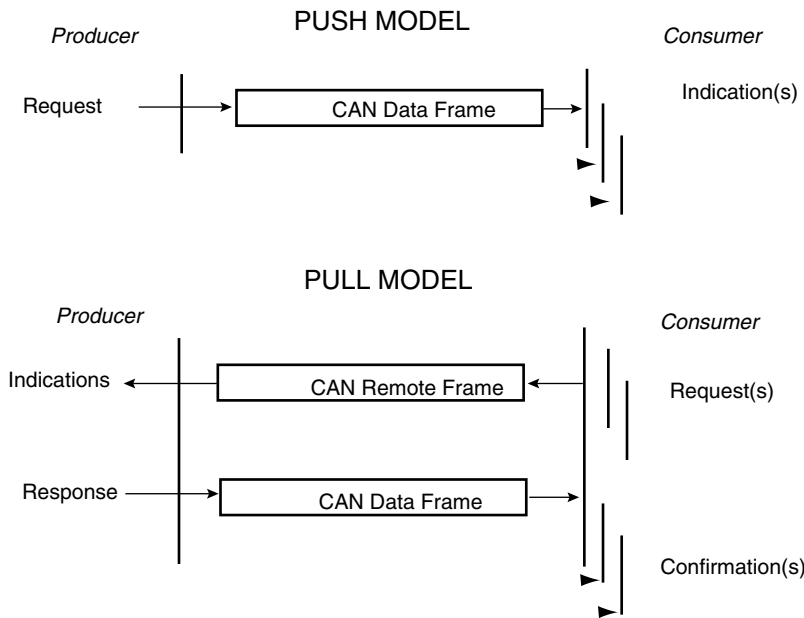 PUSH MODEL
Producer
Consumer
Request
CAN Data Frame
Indication(s)
PULL MODEL
Producer
Consumer
Indications
CAN Remote Frame
Request(s)
Response
CAN Data Frame
Confirmation(s)